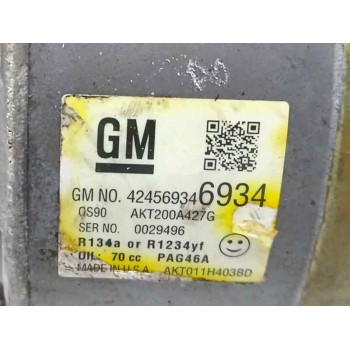 GM
GM NO. 42456934 6934
QS90 AKT200A427G
SER NO. 0029496
R134a or R1234yf
OIL: 70 cc PAG46A
MADE IN U.S.A. AKT011H403BD